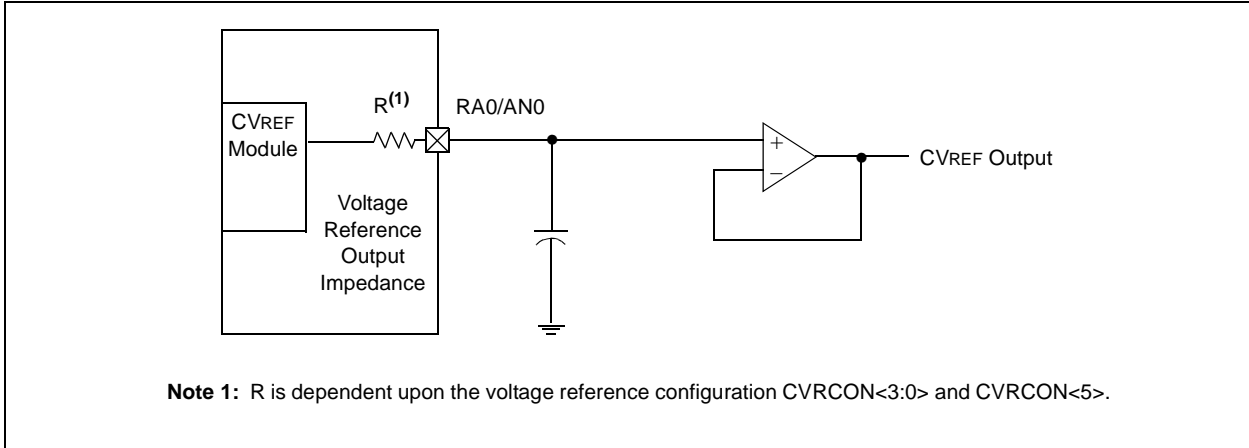 R(1)
RA0/AN0
CVREF
Module
+
−
CVREF Output
Voltage
Reference
Output
Impedance
Note 1: R is dependent upon the voltage reference configuration CVRCON<3:0> and CVRCON<5>.